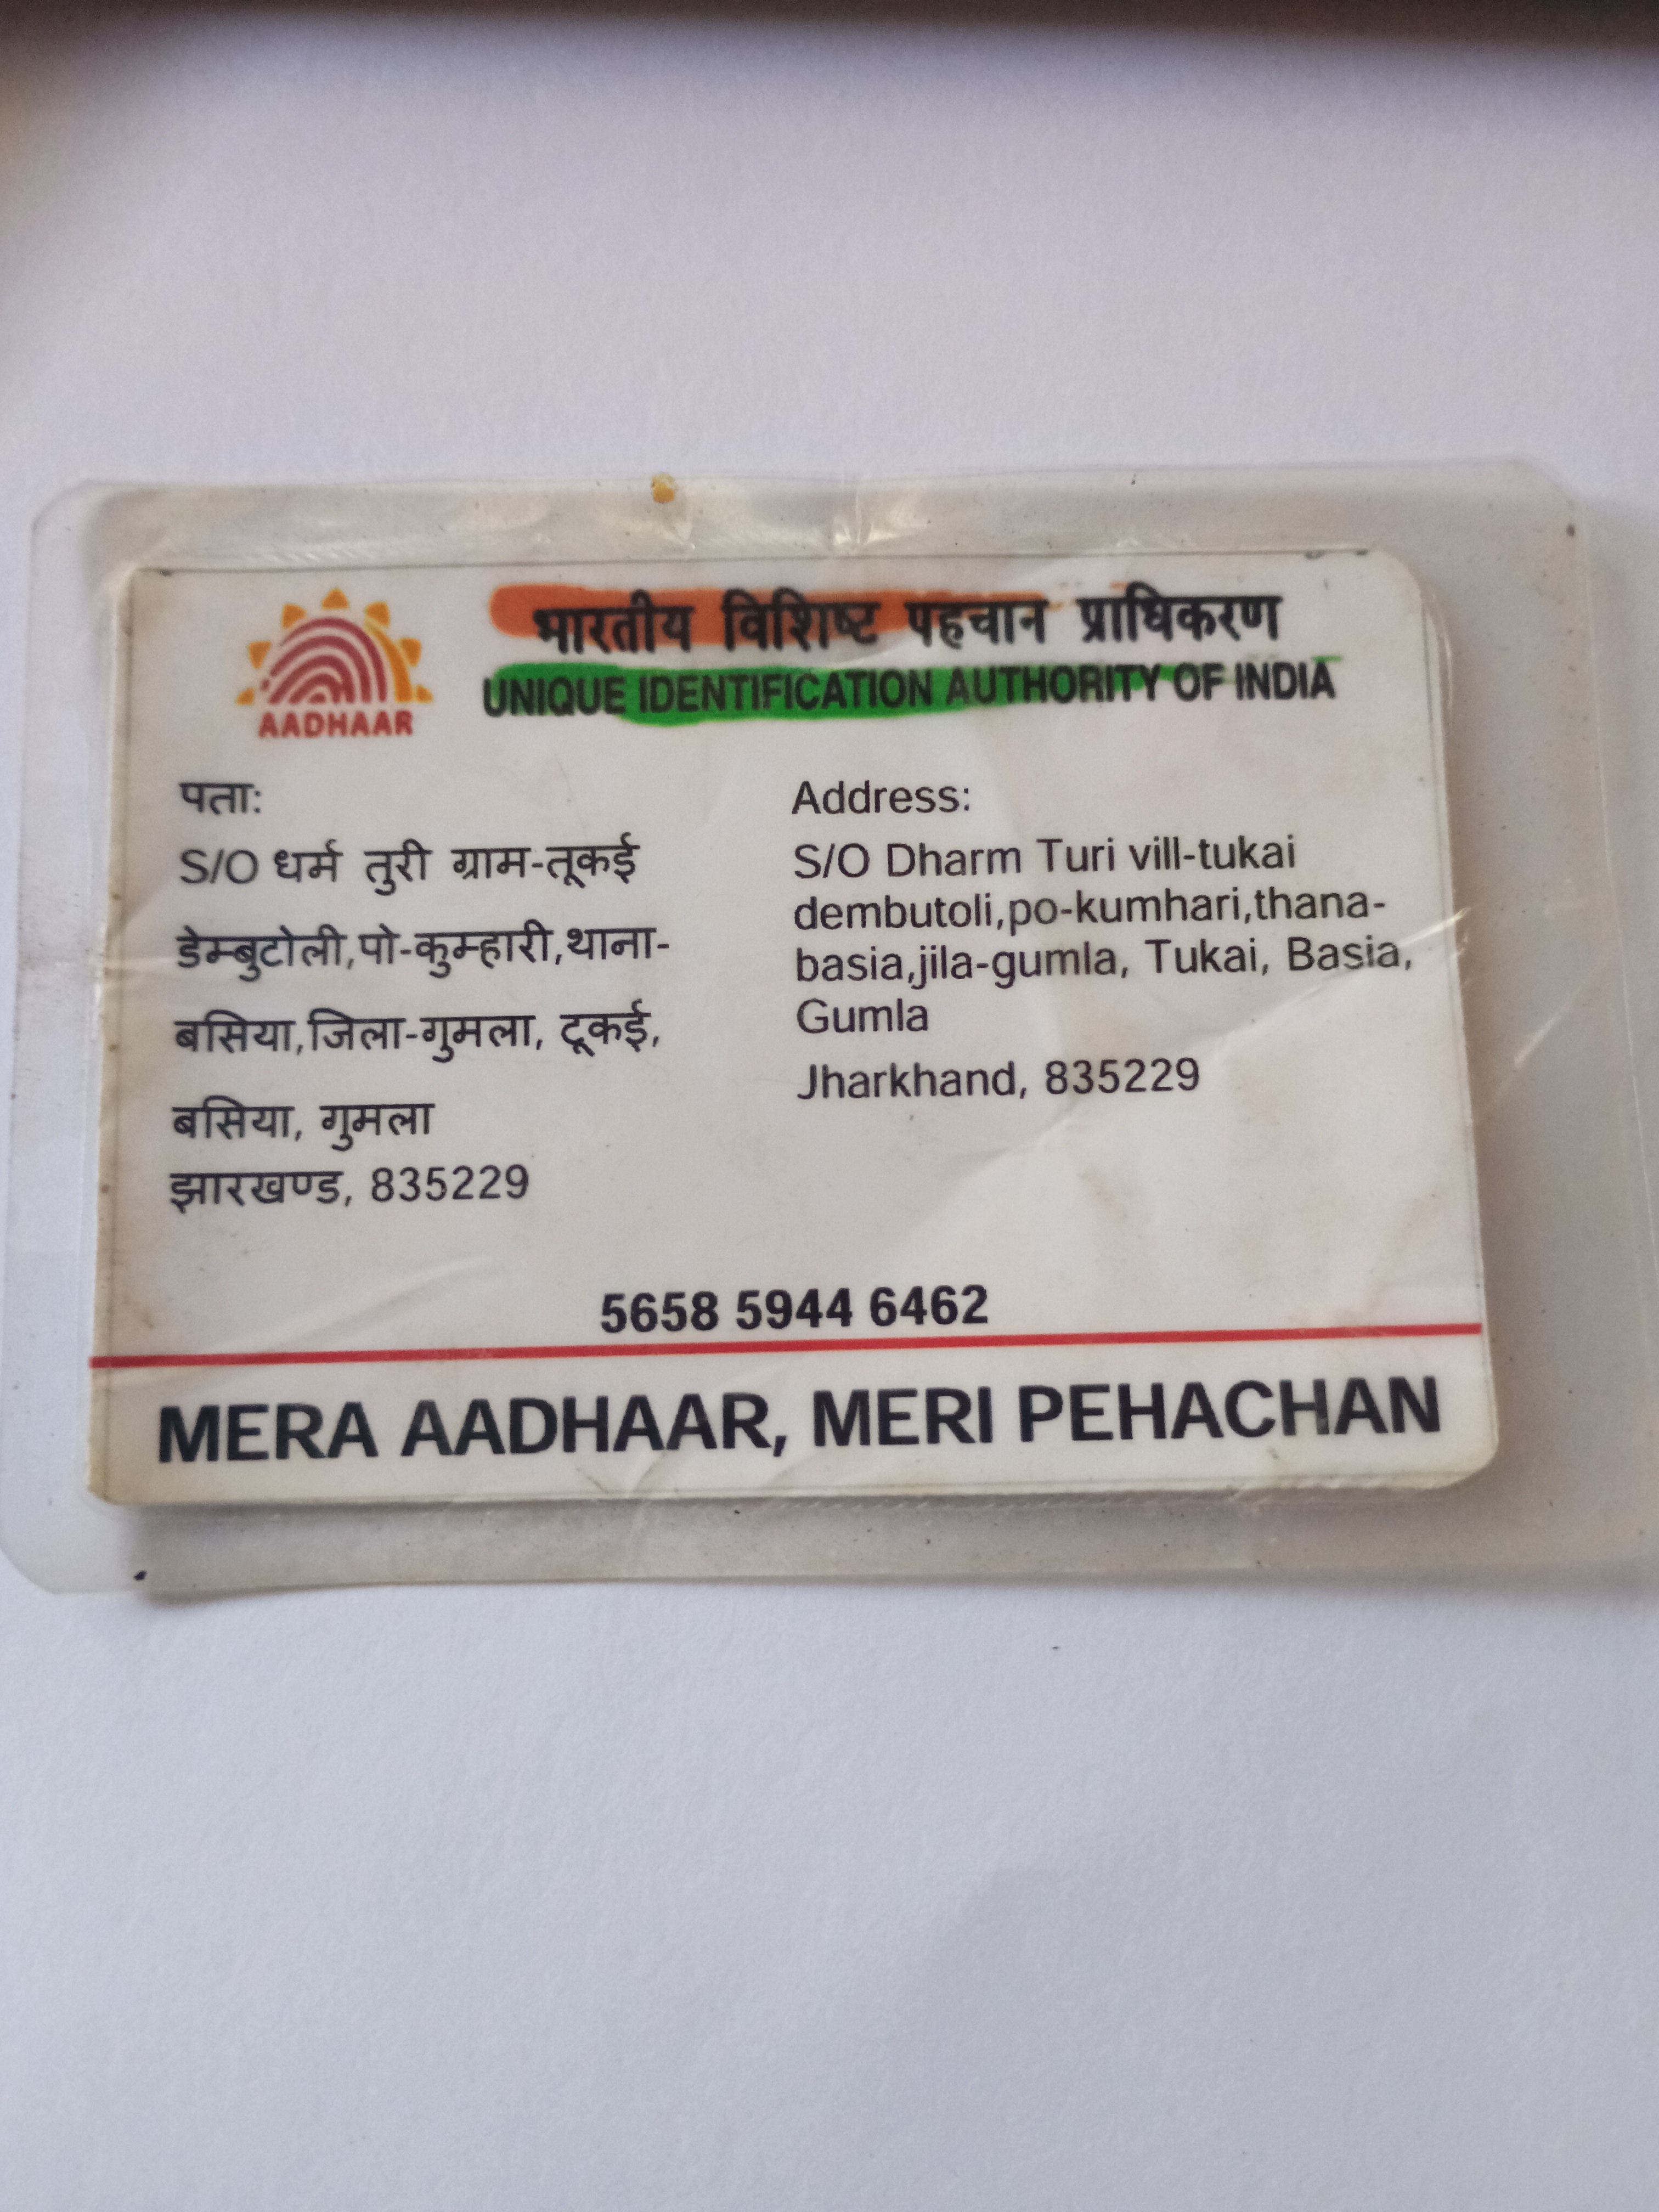 भारतीय विशिष्ट पहचान प्राधिकरण
UNIQUE IDENTIFICATION AUTHORITY OF INDIA
AADHAAR
पता:
S/O धर्म तुरी ग्राम-तूकई
डेम्बुटोली,पो-कुम्हारी,थाना-
बसिया,जिला-गुमला, टूकई,
बसिया, गुमला
झारखण्ड, 835229
Address:
S/O Dharm Turi vill-tukai
dembutoli,po-kumhari,thana-
basia,jila-gumla, Tukai, Basia,
Gumla
Jharkhand, 835229
5658 5944 6462
MERA AADHAAR, MERI PEHACHAN